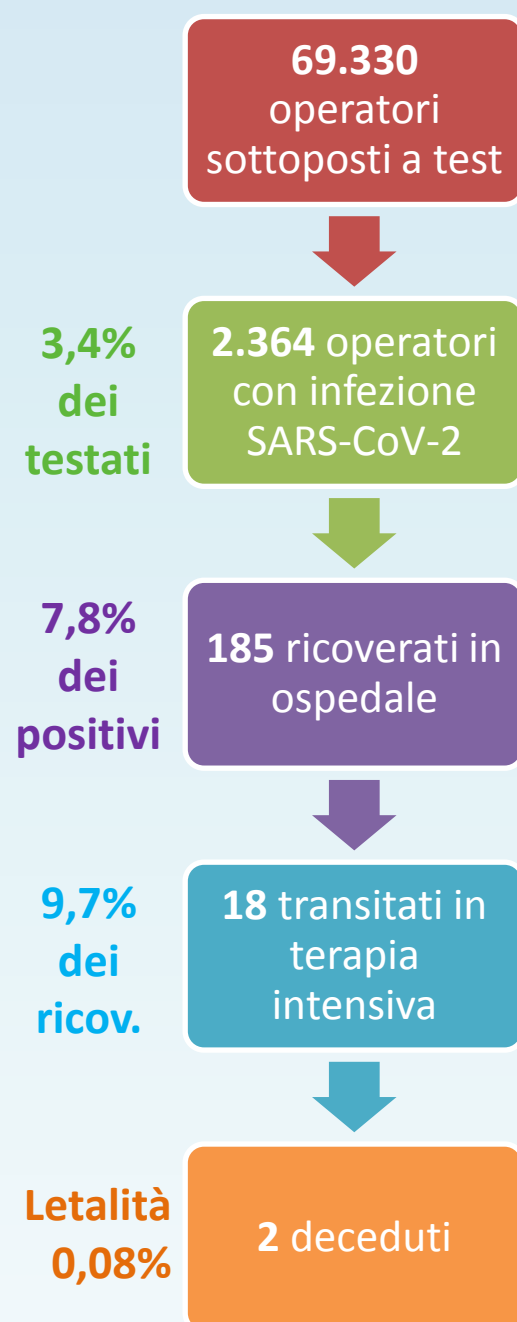 69.330
operatori
sottoposti a test
3,4%
dei
testati
2.364 operatori
con infezione
SARS-CoV-2
7,8%
dei
positivi
185 ricoverati in
ospedale
9,7%
dei
ricov.
18 transitati in
terapia
intensiva
Letalità
0,08%
2 deceduti